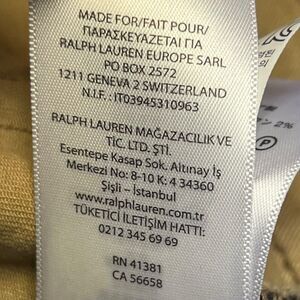 MADE FOR/FAIT POUR/
ΠΑΡΑΣΚΕΥΑΖΕΤΑΙ ΓΙΑ
RALPH LAUREN EUROPE SARL
PO BOX 2572
1211 GENEVA 2 SWITZERLAND
N.I.F.: IT03945310963
RALPH LAUREN MAĞAZACILIK VE
TİC. LTD. ŞTİ.
Esentepe Kasap Sok. Altınay İş
Merkezi No: 8-10 K: 4 34360
Şişli - İstanbul
www.ralphlauren.com.tr
TÜKETİCİ İLETİŞİM HATTI:
0212 345 69 69
RN 41381
CA 56658
ン 2%
P